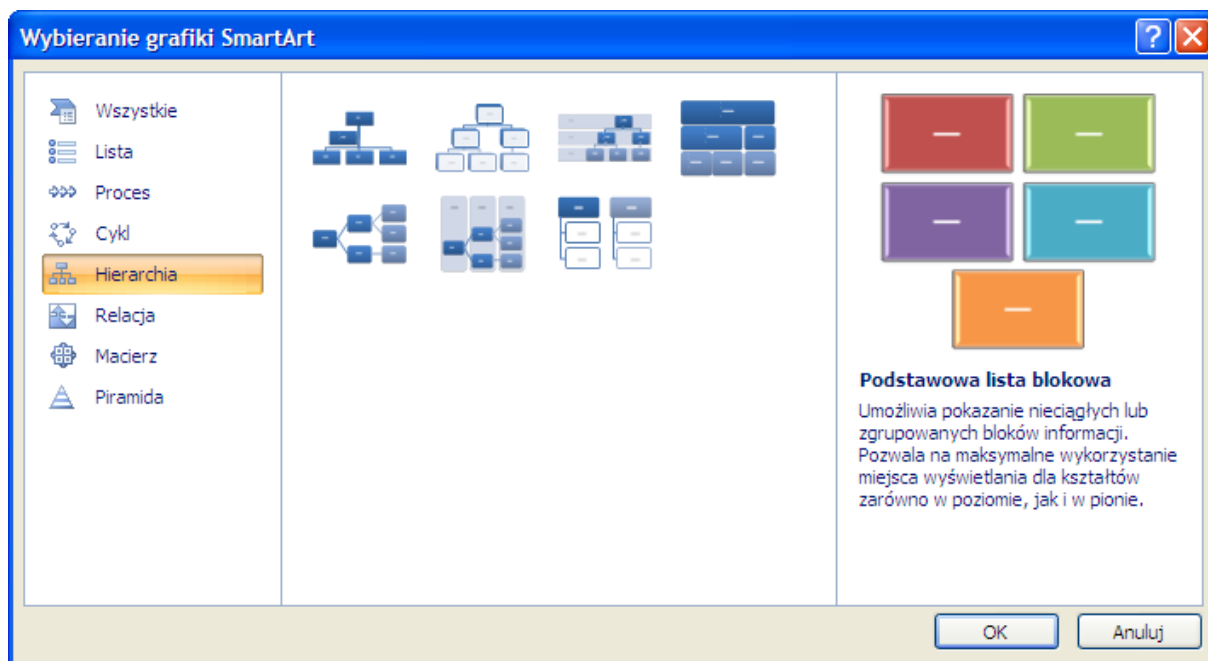 Wybieranie grafiki SmartArt
Wszystkie
Lista
Proces
Cykl
Hierarchia
Relacja
Macierz
Piramida
Podstawowa lista blokowa
Umożliwia pokazanie nieciągłych lub
zgrupowanych bloków informacji.
Pozwala na maksymalne wykorzystanie
miejsca wyświetlania dla kształtów
zarówno w poziomie, jak i w pionie.
OK
Anuluj